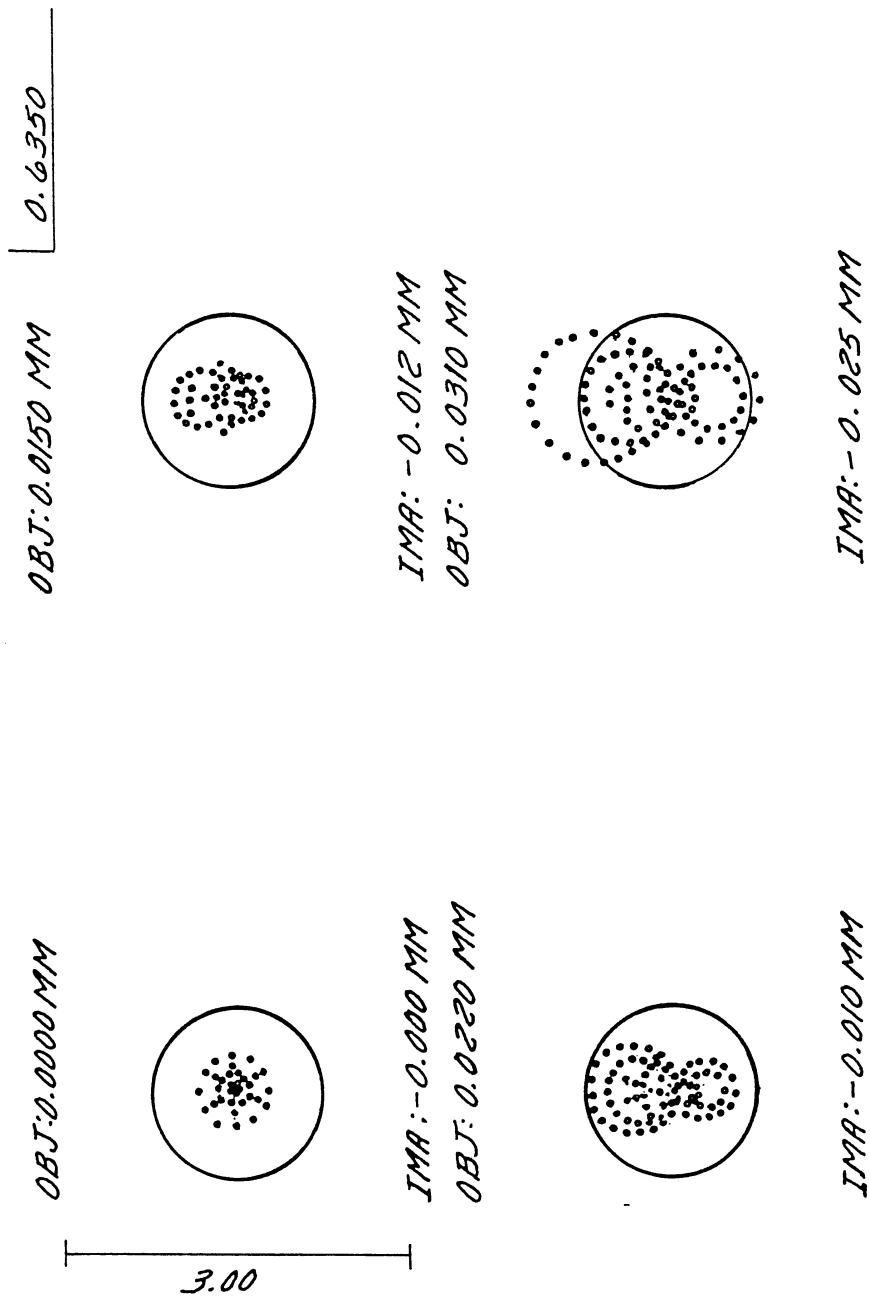 0.6350
OBJ:0.0000 MM
OBJ:0.0150 MM
IMA:-0.000 MM
IMA:-0.012 MM
OBJ: 0.0220 MM
OBJ: 0.0310 MM
IMA:-0.010 MM
IMA:-0.025 MM
3.00